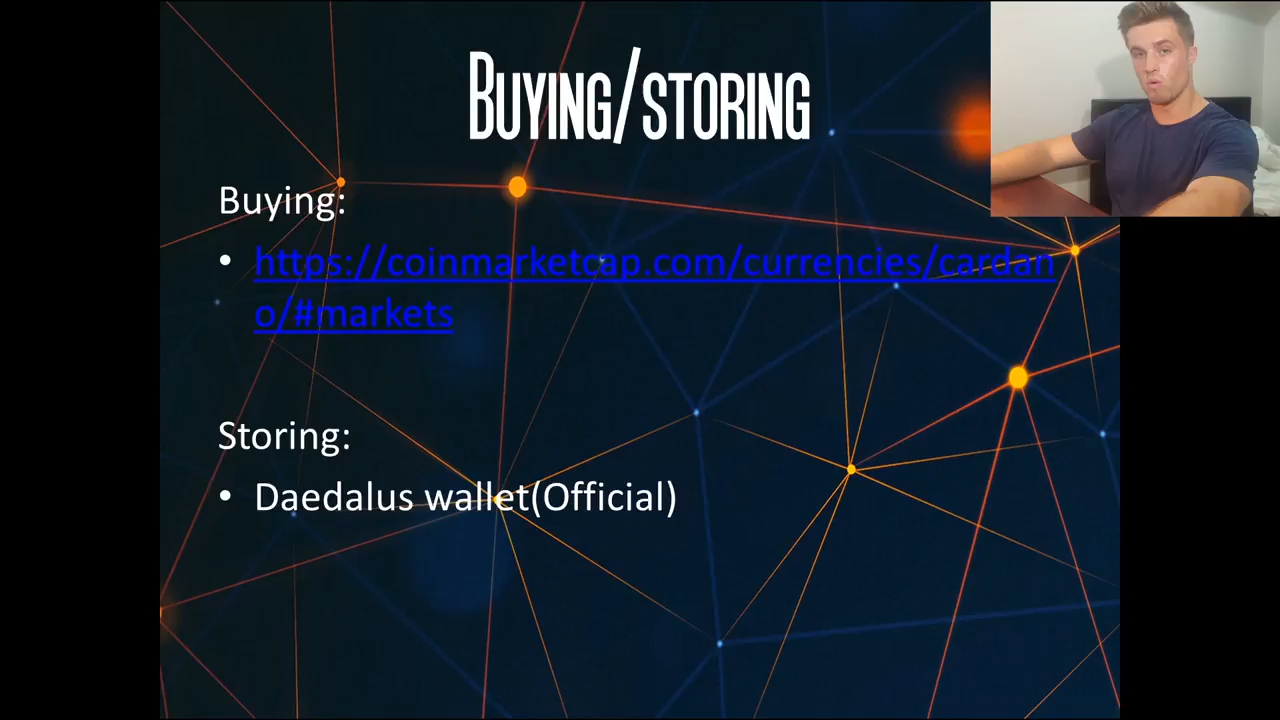 Buying/storing
Buying:
• https://coinmarketcap.com/currencies/cardan
o/#markets
Storing:
• Daedalus wallet(Official)